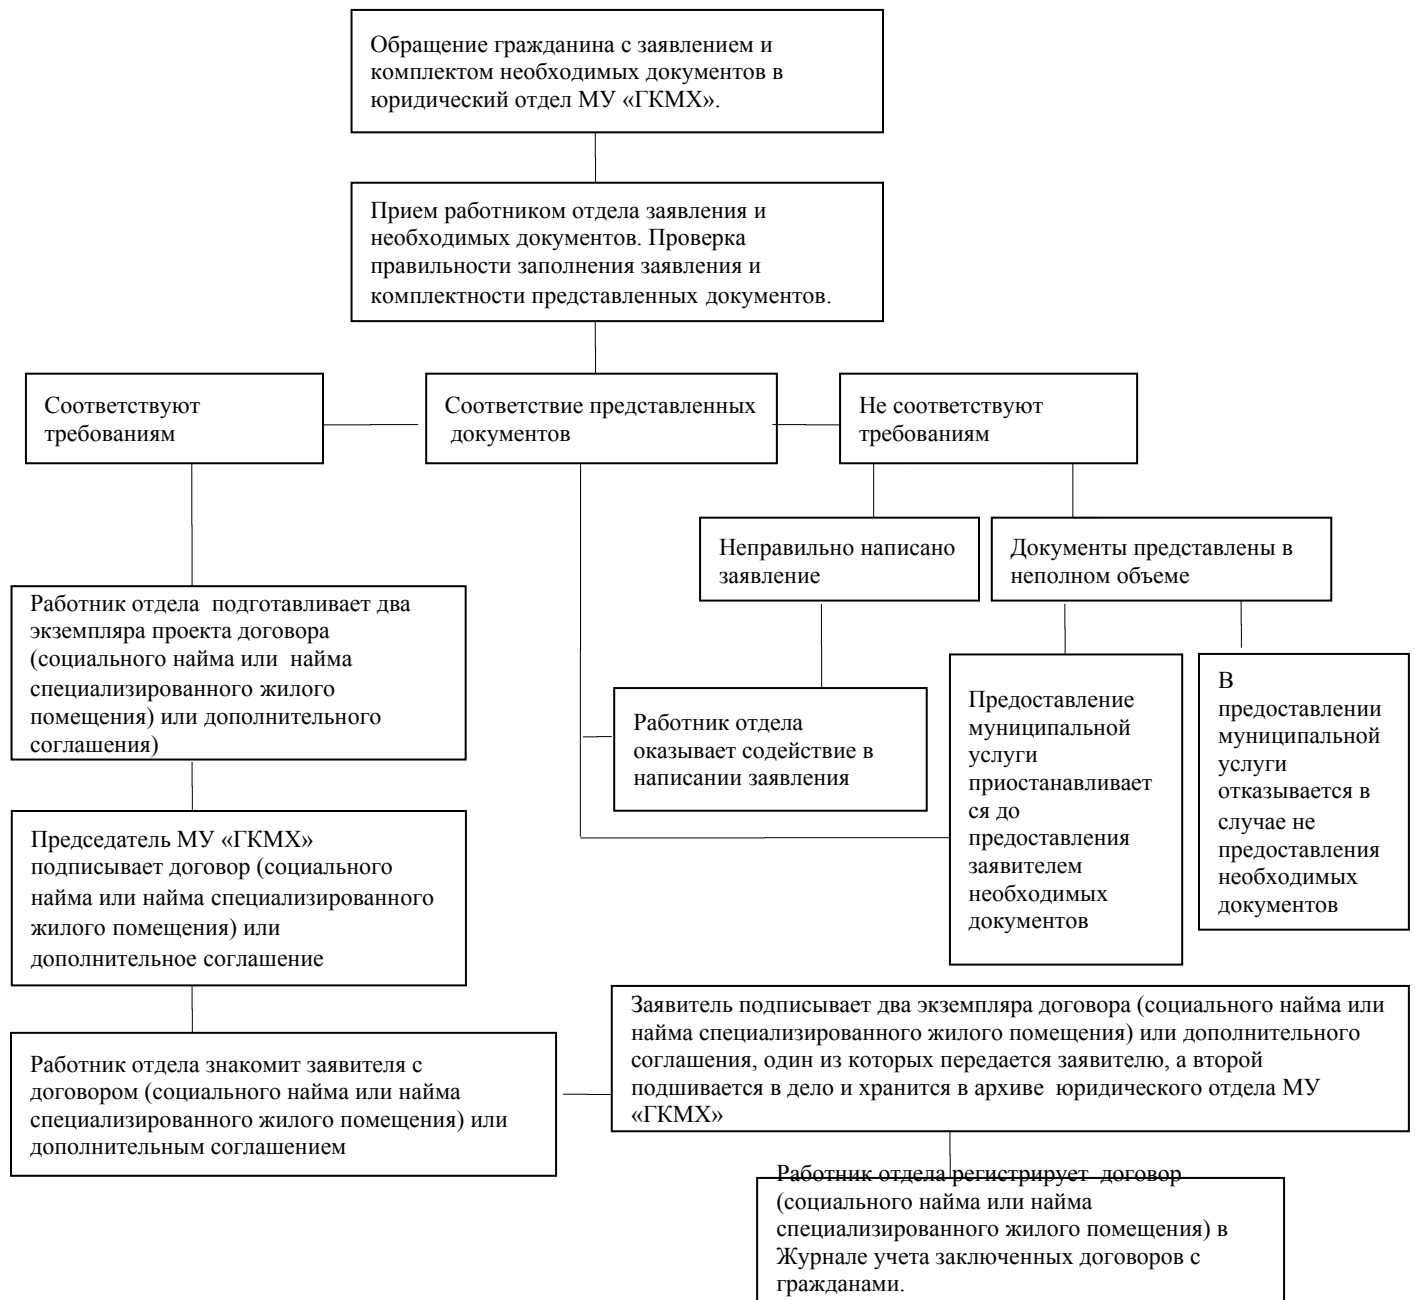 Обращение гражданина с заявлением и
комплектом необходимых документов в
юридический отдел МУ «ГКМХ».
Прием работником отдела заявления и
необходимых документов. Проверка
правильности заполнения заявления и
комплектности представленных документов.
Соответствуют
требованиям
Соответствие представленных
документов
Не соответствуют
требованиям
Неправильно написано
заявление
Документы представлены в
неполном объеме
Работник отдела подготавливает два
экземпляра проекта договора
(социального найма или найма
специализированного жилого
помещения) или дополнительного
соглашения)
Работник отдела
оказывает содействие в
написании заявления
Предоставление
муниципальной
услуги
приостанавливает
ся до
предоставления
заявителем
необходимых
документов
В
предоставлении
муниципальной
услуги
отказывается в
случае не
предоставления
необходимых
документов
Председатель МУ «ГКМХ»
подписывает договор (социального
найма или найма специализированного
жилого помещения) или
дополнительное соглашение
Работник отдела знакомит заявителя с
договором (социального найма или найма
специализированного жилого помещения) или
дополнительным соглашением
Заявитель подписывает два экземпляра договора (социального найма или
найма специализированного жилого помещения) или дополнительного
соглашения, один из которых передается заявителю, а второй
подшивается в дело и хранится в архиве юридического отдела МУ
«ГКМХ»
Работник отдела регистрирует договор
(социального найма или найма
специализированного жилого помещения) в
Журнале учета заключенных договоров с
гражданами.